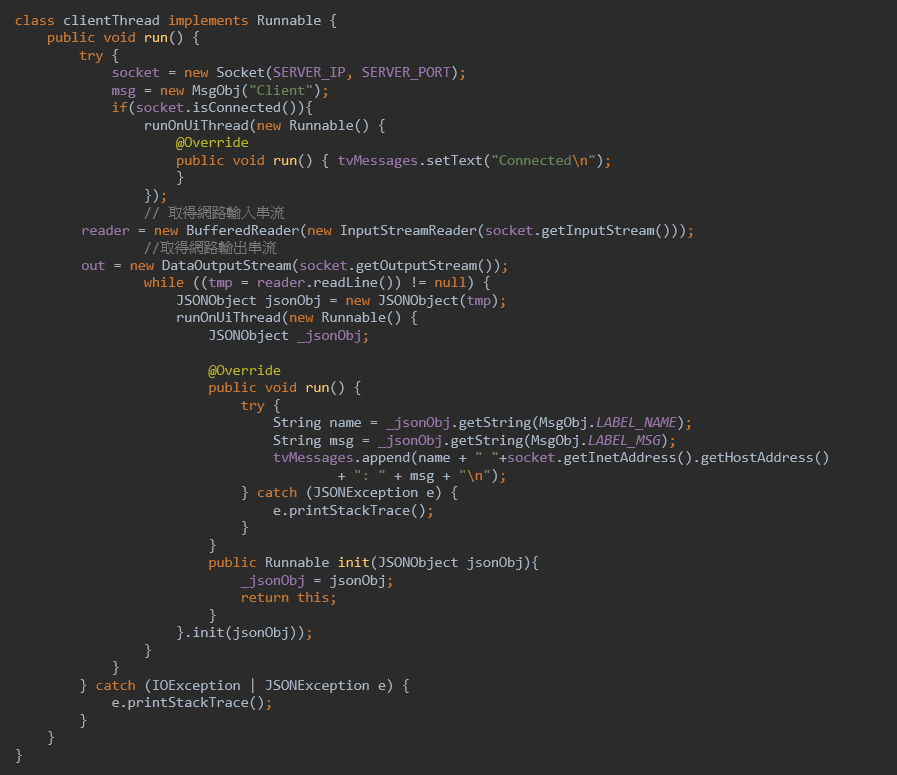 class clientThread implements Runnable {
    public void run() {
        try {
            socket = new Socket(SERVER_IP, SERVER_PORT);
            msg = new MsgObj("Client");
            if(socket.isConnected()){
                runOnUiThread(new Runnable() {
                    @Override
                    public void run() { tvMessages.setText("Connected\n");
                    }
                });
                // 取得網路輸入串流
        reader = new BufferedReader(new InputStreamReader(socket.getInputStream()));
                //取得網路輸出串流
        out = new DataOutputStream(socket.getOutputStream());
                while ((tmp = reader.readLine()) != null) {
                    JSONObject jsonObj = new JSONObject(tmp);
                    runOnUiThread(new Runnable() {
                        JSONObject _jsonObj;

                        @Override
                        public void run() {
                            try {
                                String name = _jsonObj.getString(MsgObj.LABEL_NAME);
                                String msg = _jsonObj.getString(MsgObj.LABEL_MSG);
                                tvMessages.append(name + " "+socket.getInetAddress().getHostAddress()
                                        + ": " + msg + "\n");
                            } catch (JSONException e) {
                                e.printStackTrace();
                            }
                        }
                        public Runnable init(JSONObject jsonObj){
                            _jsonObj = jsonObj;
                            return this;
                        }
                    }.init(jsonObj));
                }
            }
        } catch (IOException | JSONException e) {
            e.printStackTrace();
        }
    }
}